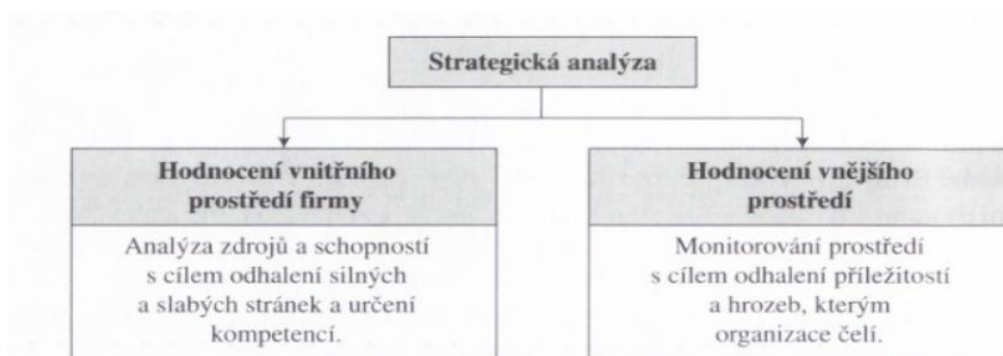 Strategická analýza
Hodnocení vnitřního
prostředí firmy
Analýza zdrojů a schopností
s cílem odhalení silných
a slabých stránek a určení
kompetencí.
Hodnocení vnějšího
prostředí
Monitorování prostředí
s cílem odhalení příležitostí
a hrozeb, kterým
organizace čelí.